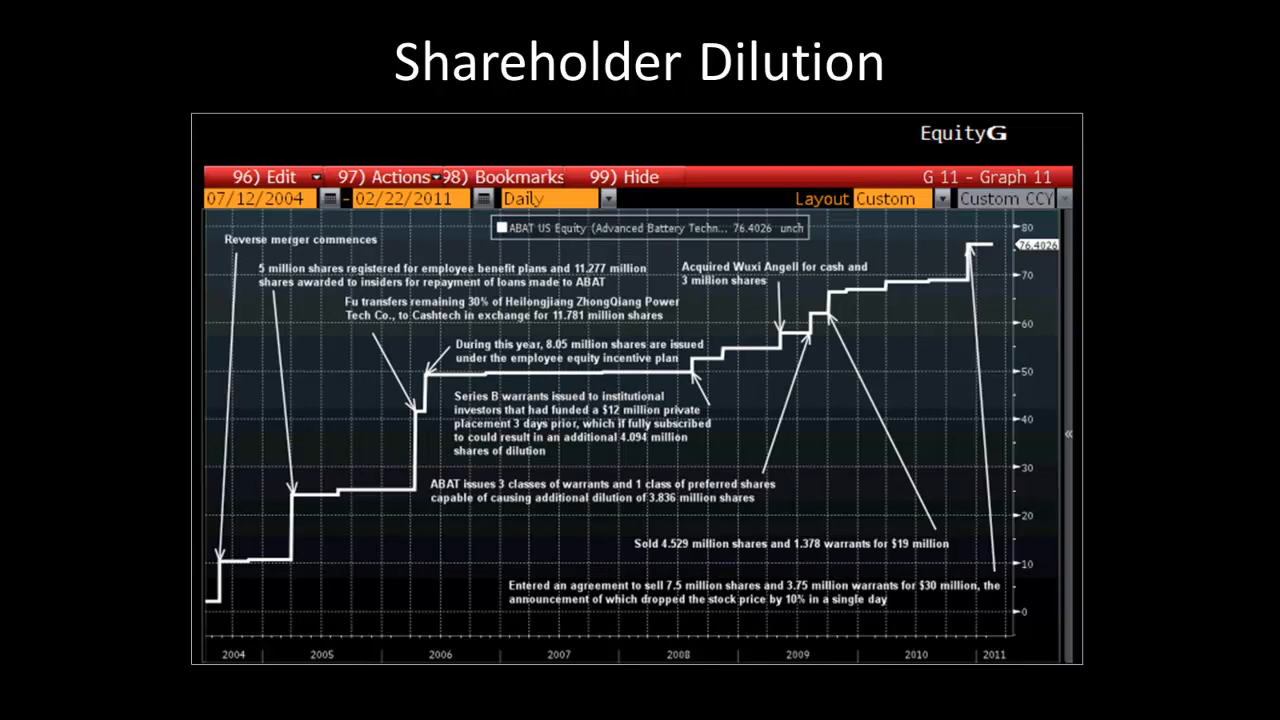 Shareholder Dilution
EquityG
96) Edit 97) Actions 98) Bookmarks 99) Hide G 11 - Graph 11
07/12/2004 - 02/22/2011 Daily Layout Custom Custom CCY
ABAT US Equity (Advanced Battery Techn... 76.4026 unch
80
Reverse merger commences
76.4026
5 million shares registered for employee benefit plans and 11.277 million
shares awarded to insiders for repayment of loans made to ABAT
Acquired Wuxi Angell for cash and
3 million shares
70
Fu transfers remaining 30% of Heilongjiang ZhongQiang Power
Tech Co., to Cashtech in exchange for 11.781 million shares
60
During this year, 8.05 million shares are issued
under the employee equity incentive plan
50
Series B warrants issued to institutional
investors that had funded a $12 million private
placement 3 days prior, which if fully subscribed
to could result in an additional 4.094 million
shares of dilution
40
«
30
ABAT issues 3 classes of warrants and 1 class of preferred shares
capable of causing additional dilution of 3.836 million shares
20
Sold 4.529 million shares and 1.378 warrants for $19 million
10
Entered an agreement to sell 7.5 million shares and 3.75 million warrants for $30 million, the
announcement of which dropped the stock price by 10% in a single day
0
2004 2005 2006 2007 2008 2009 2010 2011